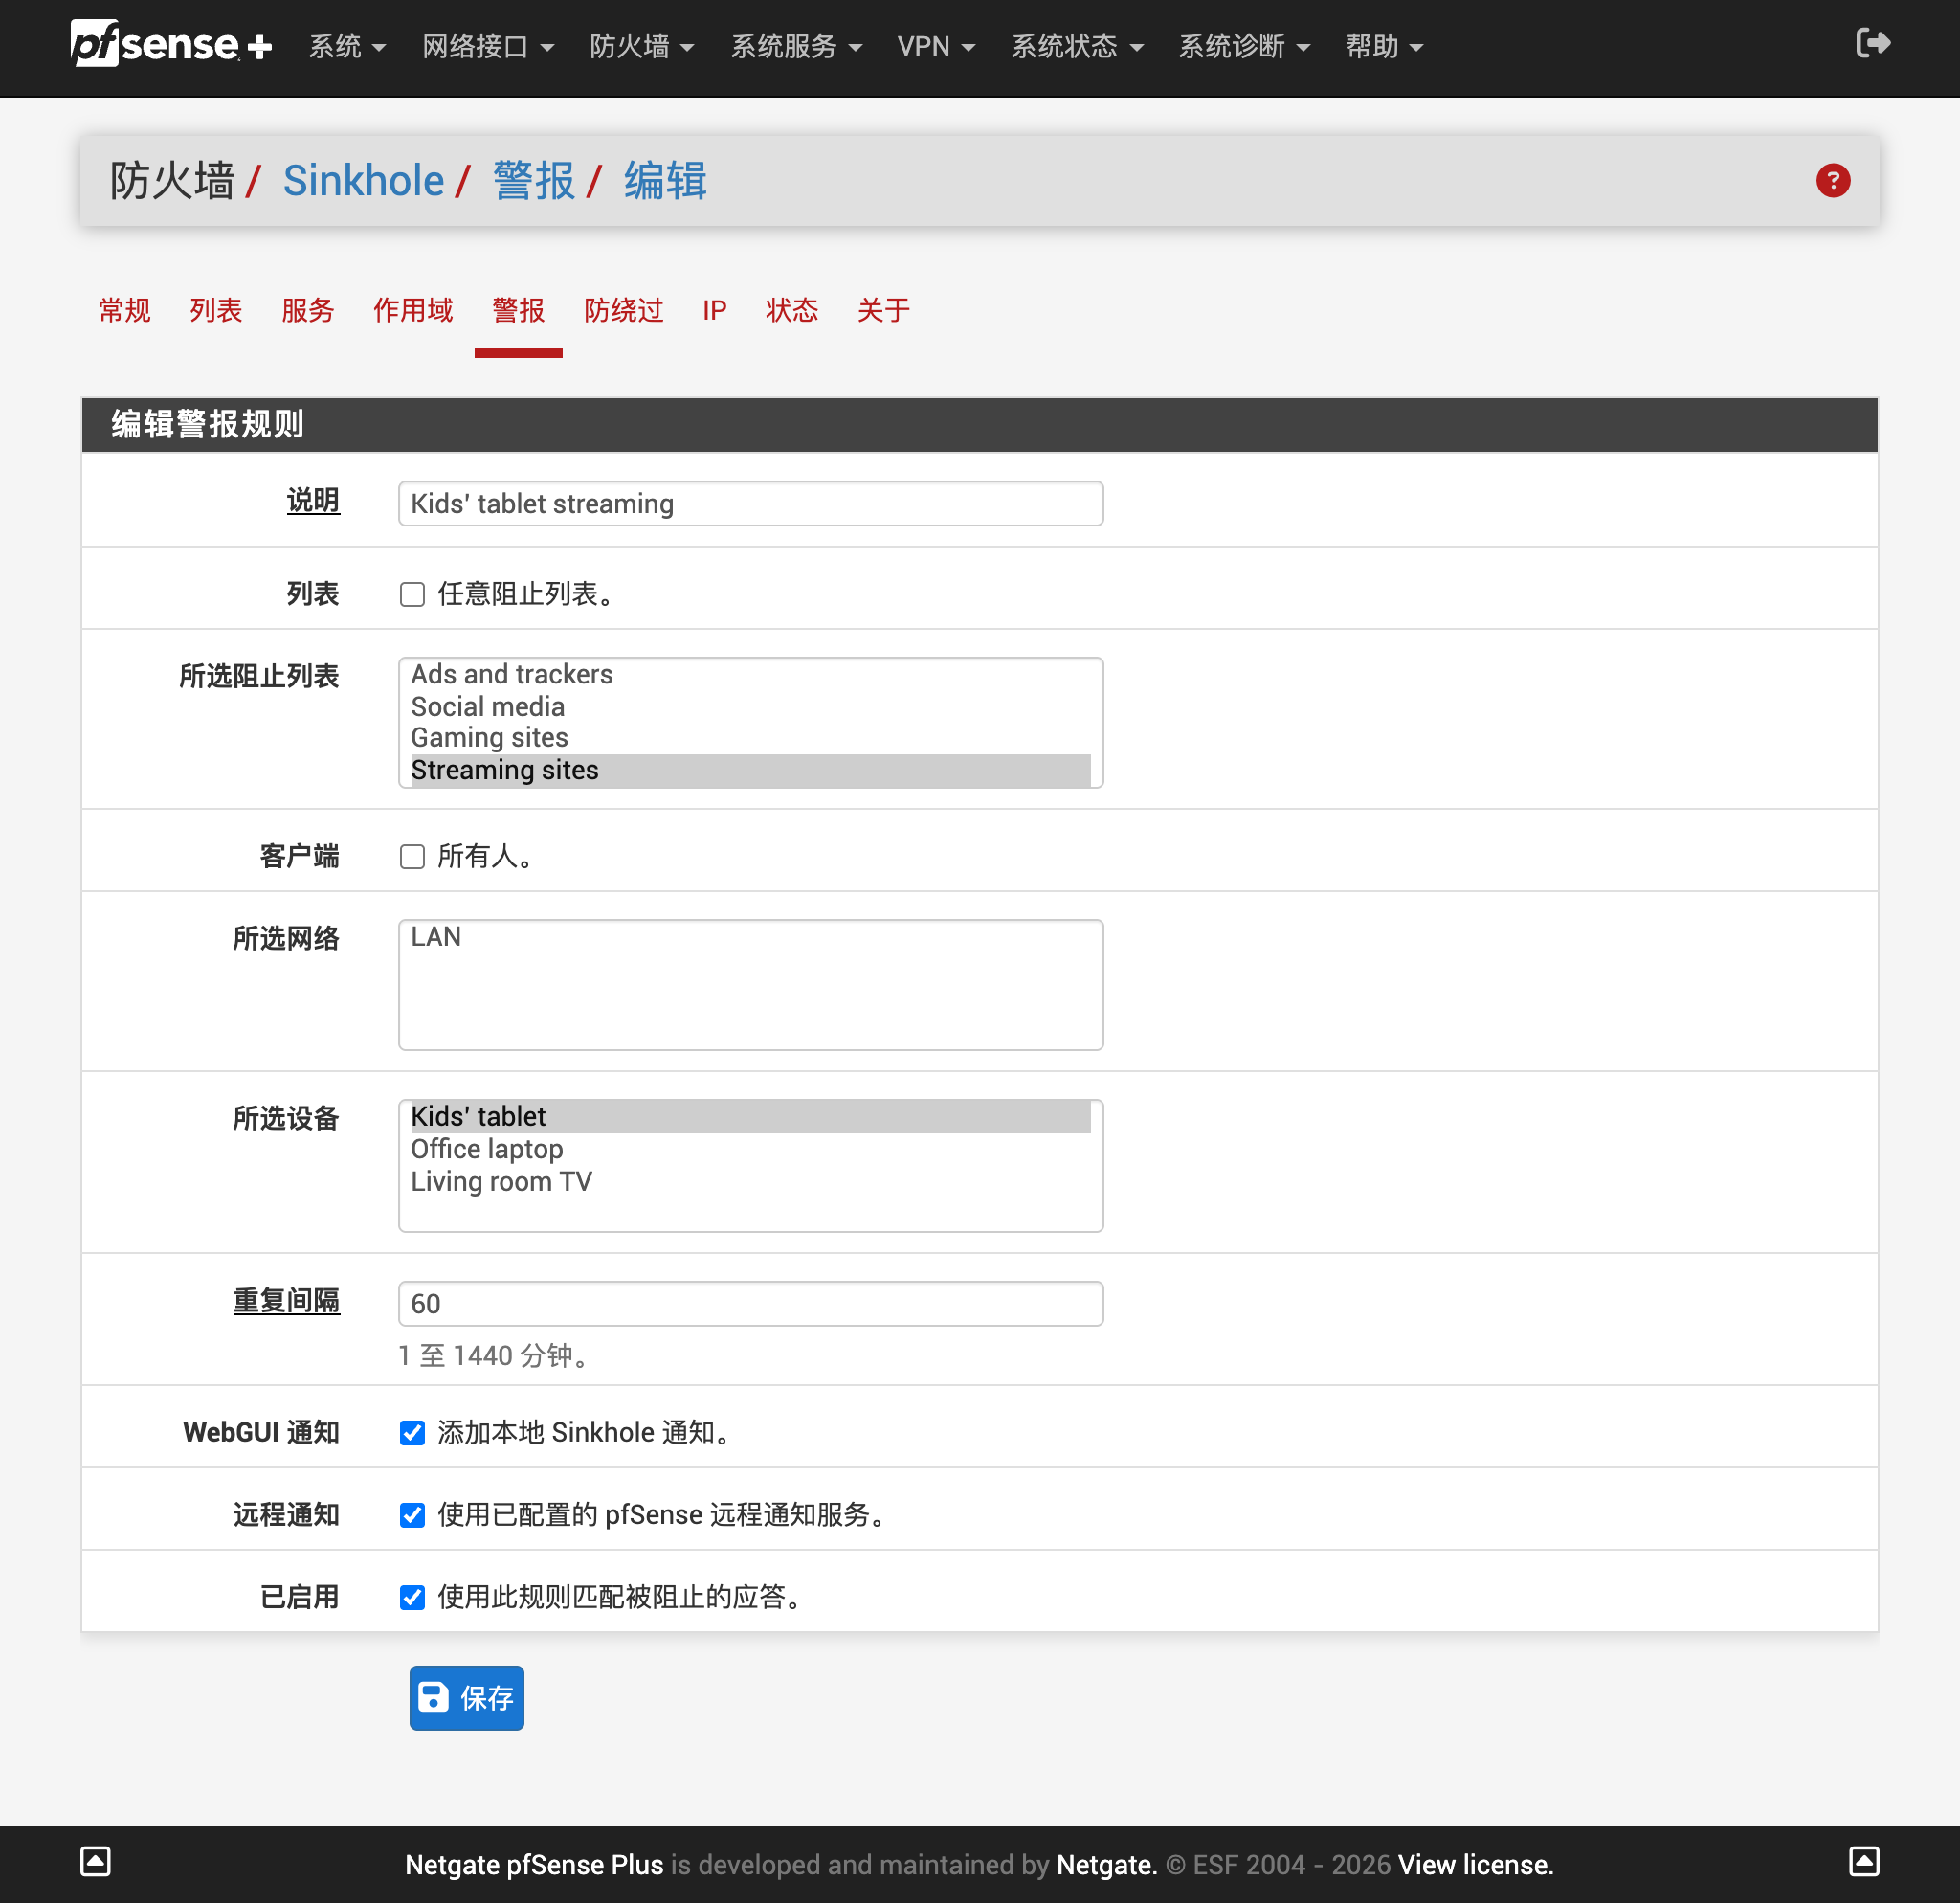 pfsense+ 系统 网络接口 防火墙 系统服务 VPN 系统状态 系统诊断 帮助
防火墙 / Sinkhole / 警报 / 编辑
常规 列表 服务 作用域 警报 防绕过 IP 状态 关于
编辑警报规则
说明 Kids' tablet streaming
列表 任意阻止列表。
所选阻止列表 Ads and trackers
Social media
Gaming sites
Streaming sites
客户端 所有人。
所选网络 LAN
所选设备 Kids' tablet
Office laptop
Living room TV
重复间隔 60
1 至 1440 分钟。
WebGUI 通知 添加本地 Sinkhole 通知。
远程通知 使用已配置的 pfSense 远程通知服务。
已启用 使用此规则匹配被阻止的应答。
保存
Netgate pfSense Plus is developed and maintained by Netgate. © ESF 2004 - 2026 View license.